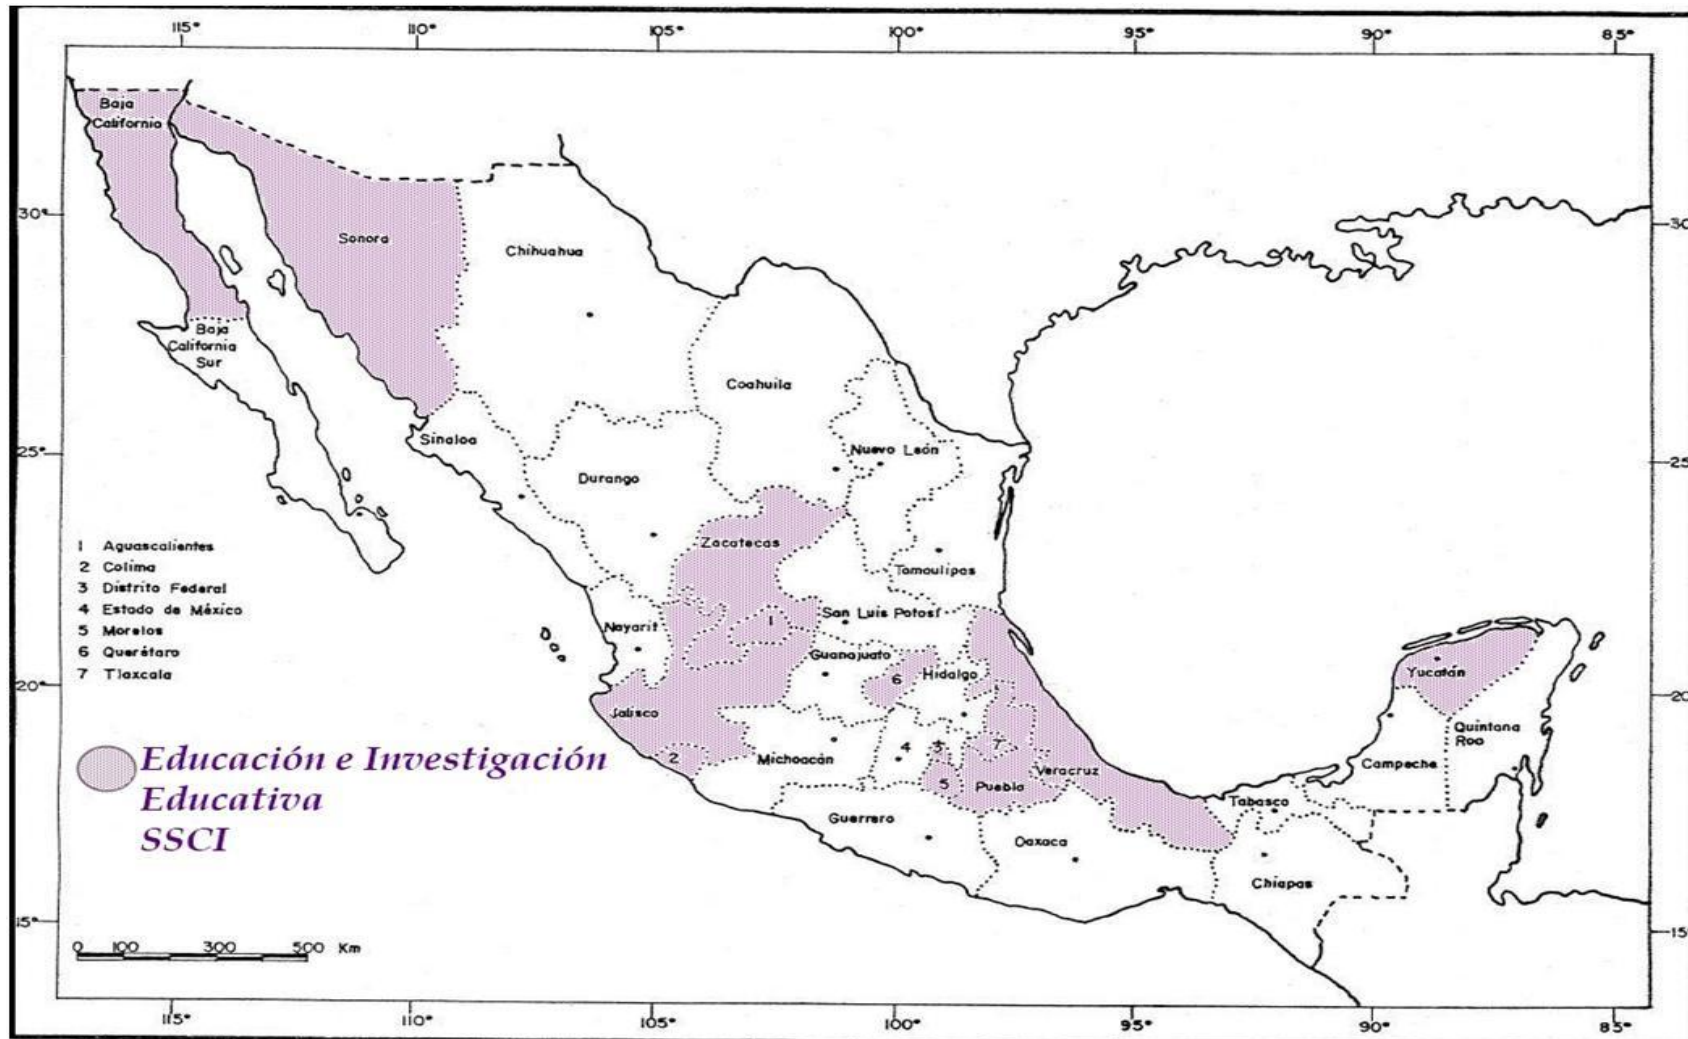 115° 110° 105° 100° 95° 90° 85°
Baja
California
Sonora
Chihuahua
30° 30°
Baja
California
Sur
Coahuila
Sinaloa
Nuevo León
25° 25°
Durango
Zacatecas
Tamaulipas
1 Aguascalientes
2 Colima
3 Distrito Federal
4 Estado de México
5 Morelos
6 Querétaro
7 Tlaxcala
Nayarit
1
San Luis Potosí
Guanajuato
6
Hidalgo
Yucatán
20° 20
Jalisco
Quintana
Roo
2
Michoacán
4
3
7
Veracruz
Campeche
5
Puebla
Tabasco
Guerrero
Oaxaca
Chiapas
Educación e Investigación
Educativa
SSCI
15° 15
0 100 300 500 Km
115° 110° 105° 100° 95° 90° 85°